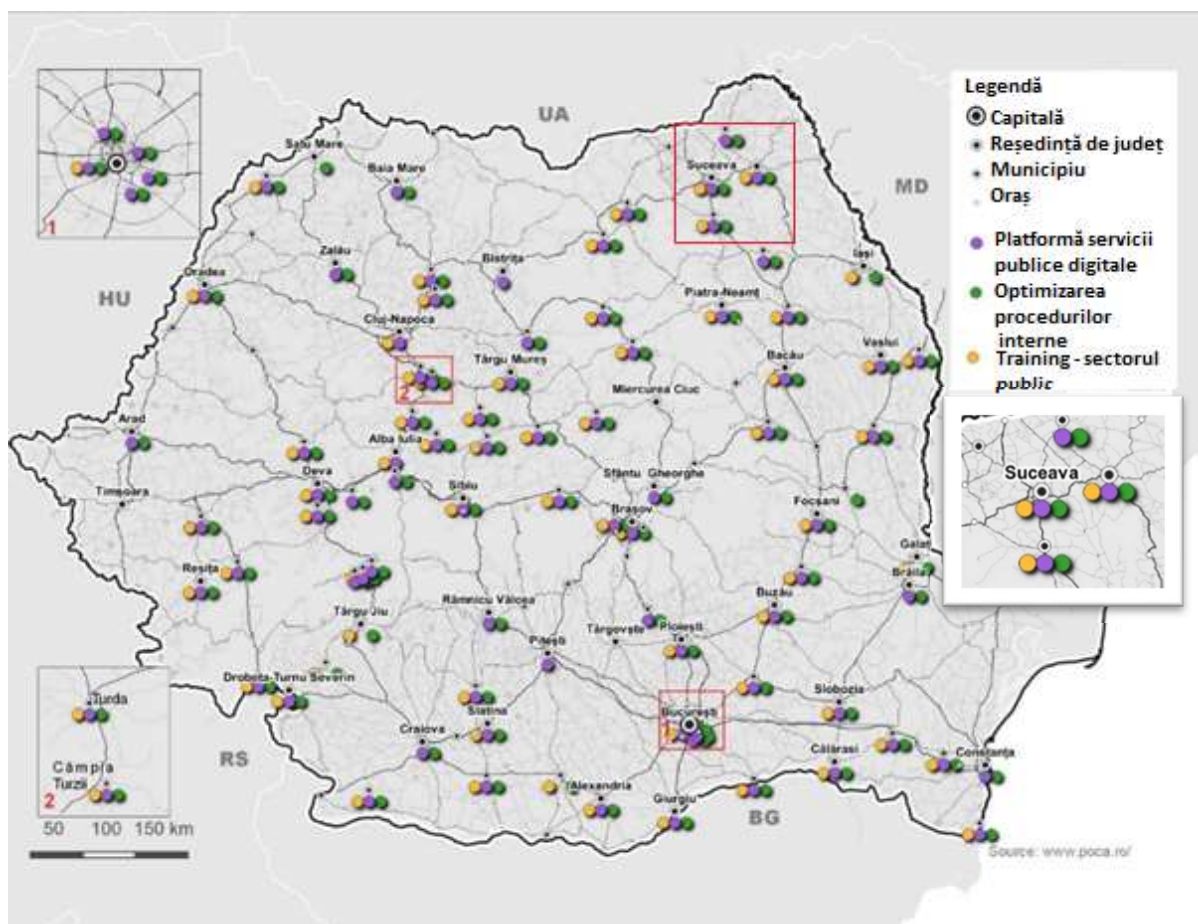 UA
MD
HU
RS
BG
1
Satu Mare
Baia Mare
Suceava
Zalău
Bistrița
Iași
Oradea
Piatra-Neamț
Cluj-Napoca
Vaslui
Târgu Mureș
Bacău
2
Miercurea Ciuc
Arad
Alba Iulia
Deva
Sfântu Gheorghe
Timișoara
Sibiu
Focșani
Brașov
Galați
Reșița
Brăila
Râmnicu Vâlcea
Buzău
Târgu-Jiu
Târgoviște
Ploiești
Pitești
Drobeta-Turnu Severin
Slobozia
București
1
Slatina
Craiova
Călărași
Constanța
Alexandria
Giurgiu
Turda
Câmpia
Turzii
2
50 100 150 km
Legendă
Capitală
Reședință de județ
Municipiu
Oraș
Platformă servicii
publice digitale
Optimizarea
procedurilor
interne
Training - sectorul
public
Suceava
Source: www.poca.ro/